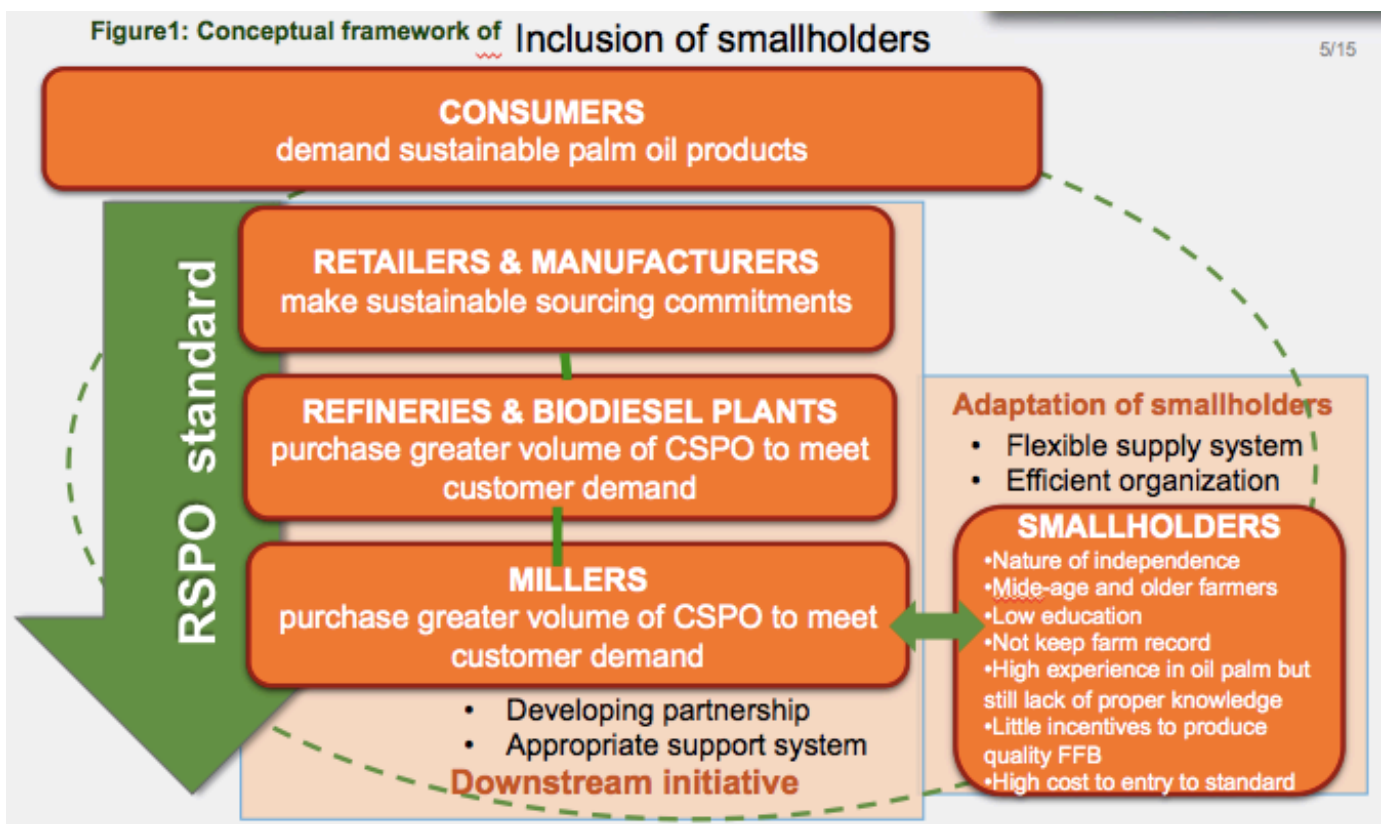 Figure1: Conceptual framework of Inclusion of smallholders
5/15
CONSUMERS
demand sustainable palm oil products
RSPO standard
RETAILERS & MANUFACTURERS
make sustainable sourcing commitments
REFINERIES & BIODIESEL PLANTS
purchase greater volume of CSPO to meet
customer demand
MILLERS
purchase greater volume of CSPO to meet
customer demand
• Developing partnership
• Appropriate support system
Downstream initiative
Adaptation of smallholders
• Flexible supply system
• Efficient organization
SMALLHOLDERS
•Nature of independence
•Mide-age and older farmers
•Low education
•Not keep farm record
•High experience in oil palm but
still lack of proper knowledge
•Little incentives to produce
quality FFB
•High cost to entry to standard